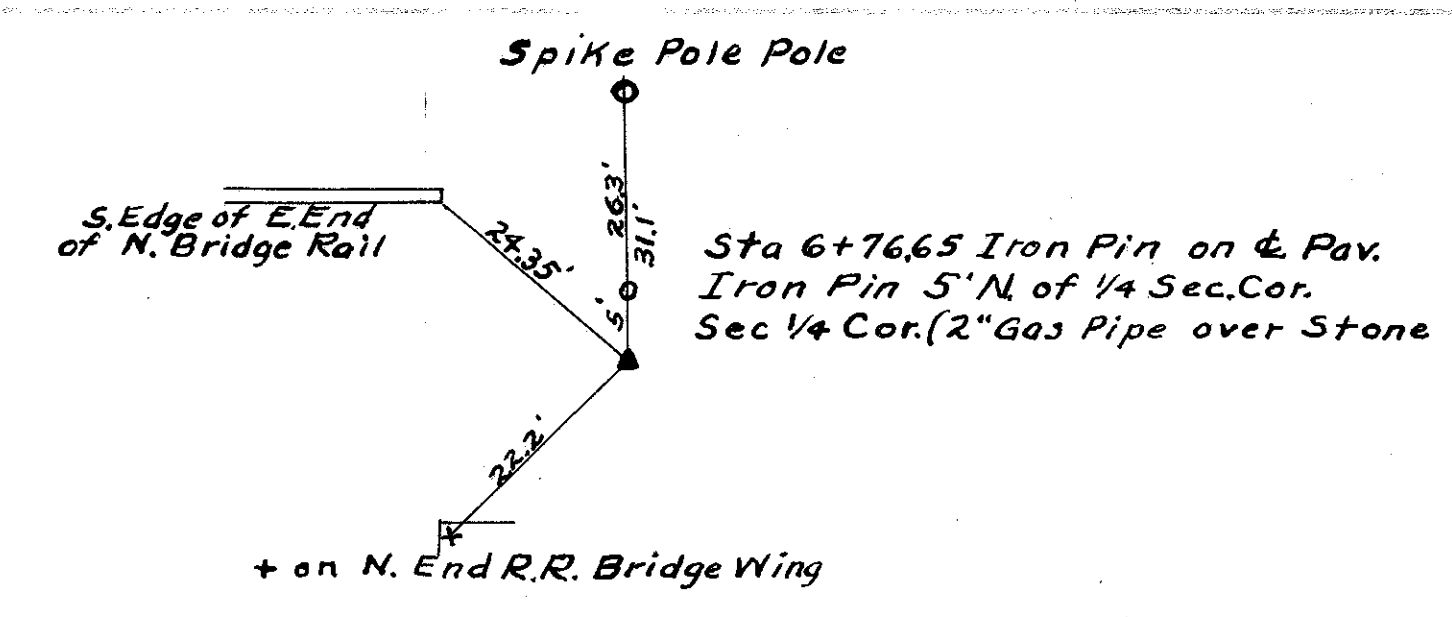 Spike Pole Pole
26.3'
31.1'
S. Edge of E. End
of N. Bridge Rail
24.35'
5'
Sta 6+76.65 Iron Pin on ℄ Pav.
Iron Pin 5' N. of 1/4 Sec. Cor.
Sec 1/4 Cor. (2" Gas Pipe over Stone
22.2'
+ on N. End R.R. Bridge Wing